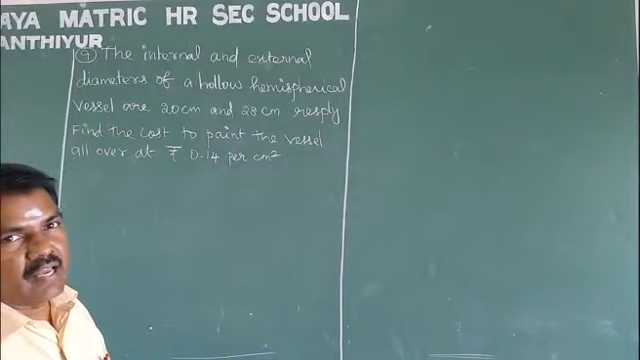 AYA MATRIC HR SEC SCHOOL
ANTHIYUR
9) The internal and external
diameters of a hollow hemispherical
vessel are 20cm and 28cm resply
Find the cost to paint the vessel
all over at ₹ 0.14 per cm²